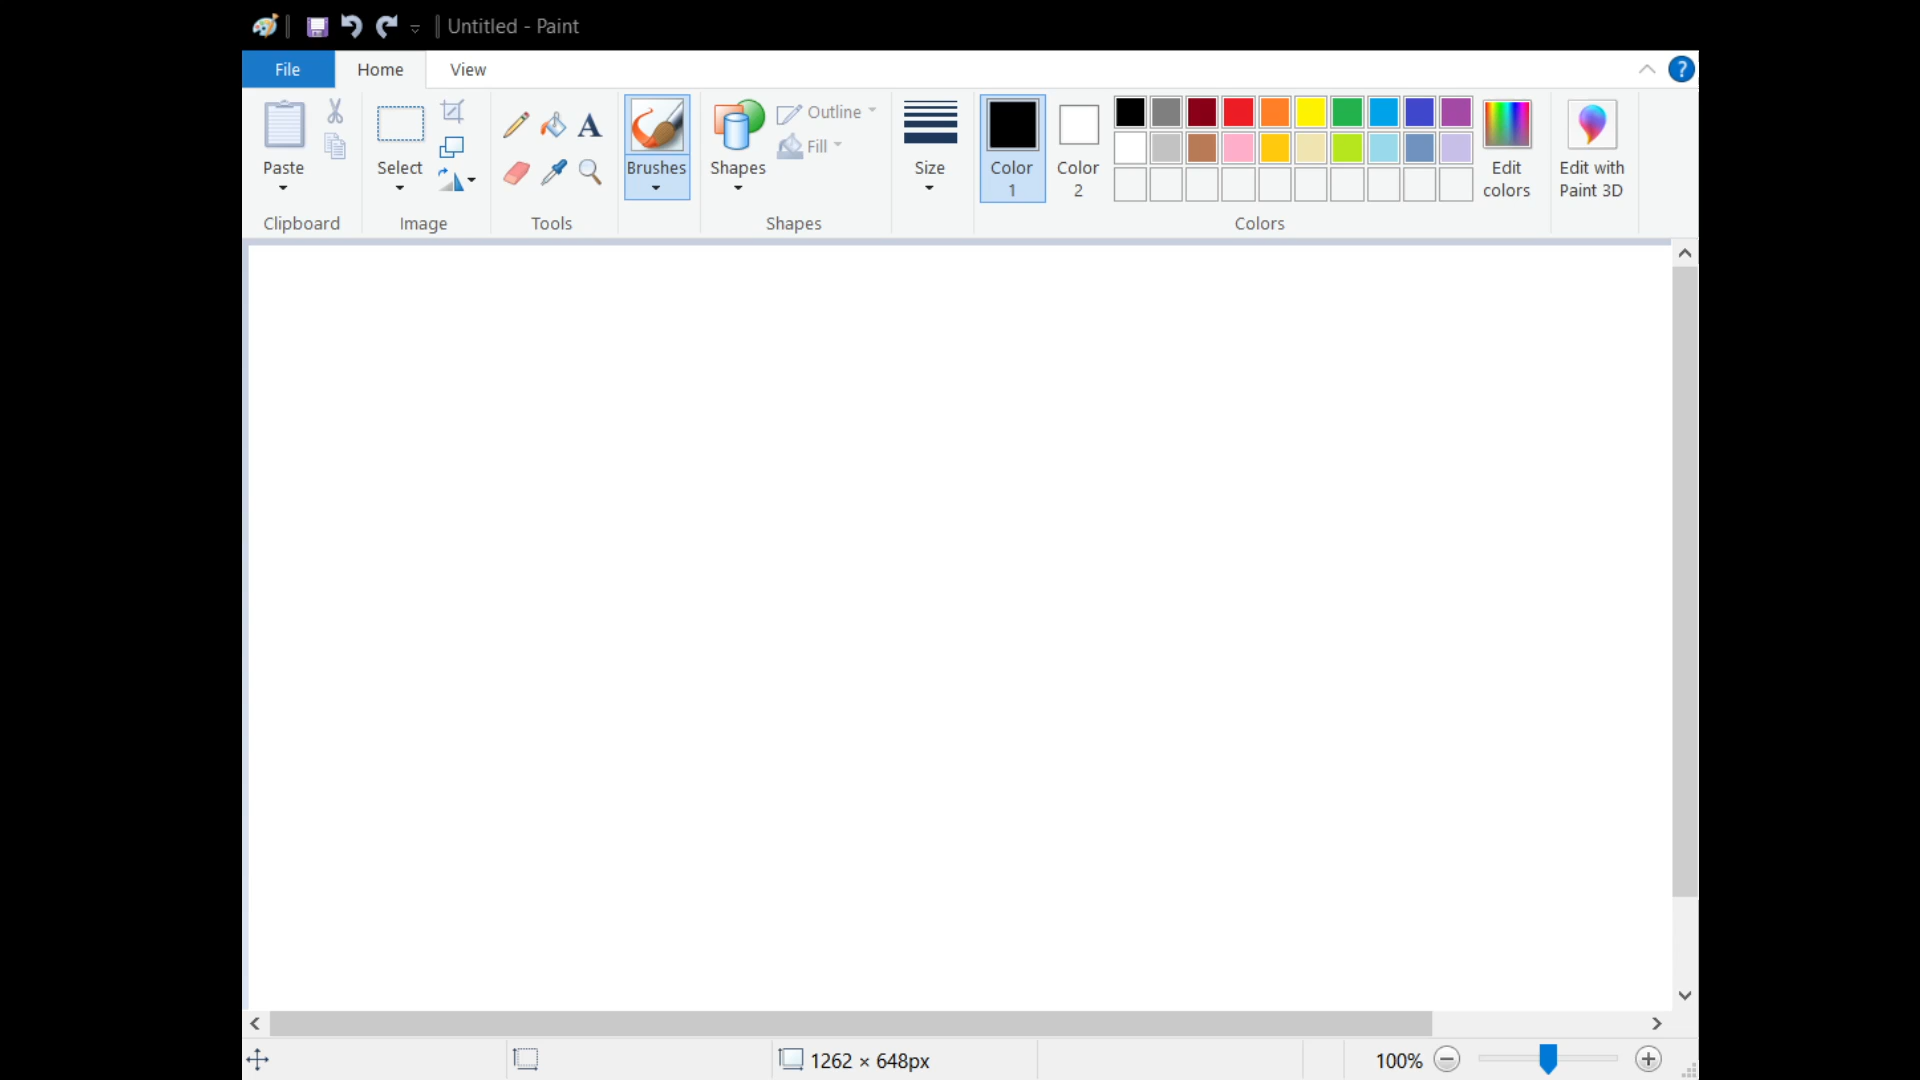 Untitled - Paint
File Home View
Paste
Clipboard
Select
Image
A
Tools
Brushes
Shapes
Outline
Fill
Shapes
Size
Color
1
Color
2
Colors
Edit
colors
Edit with
Paint 3D
?
1262 × 648px
100%